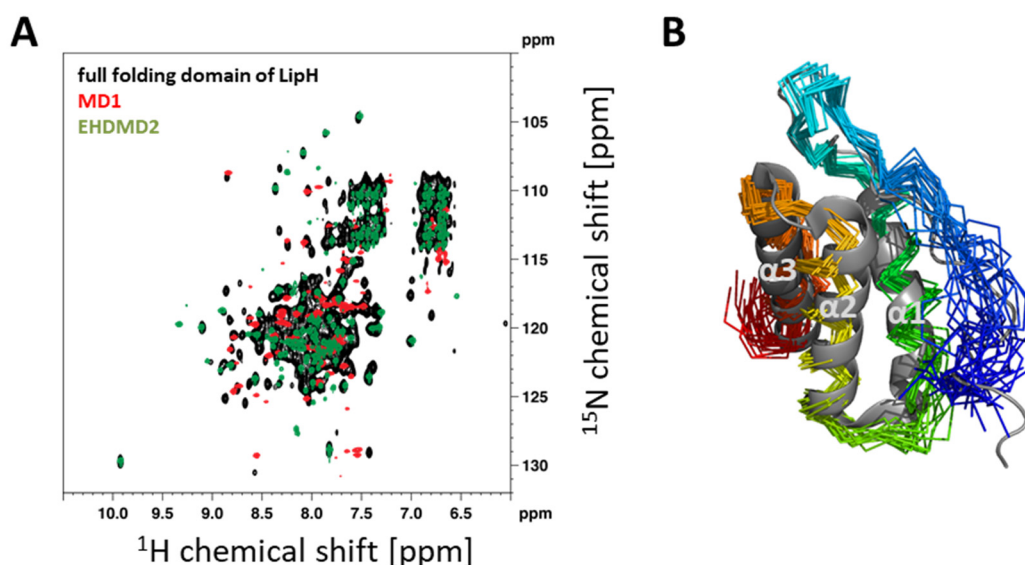 A
B
ppm
full folding domain of LipH
MD1
EHDMD2
105
110
115
120
125
130
10.0 9.5 9.0 8.5 8.0 7.5 7.0 6.5 ppm
¹H chemical shift [ppm]
¹⁵N chemical shift [ppm]
α3
α2
α1